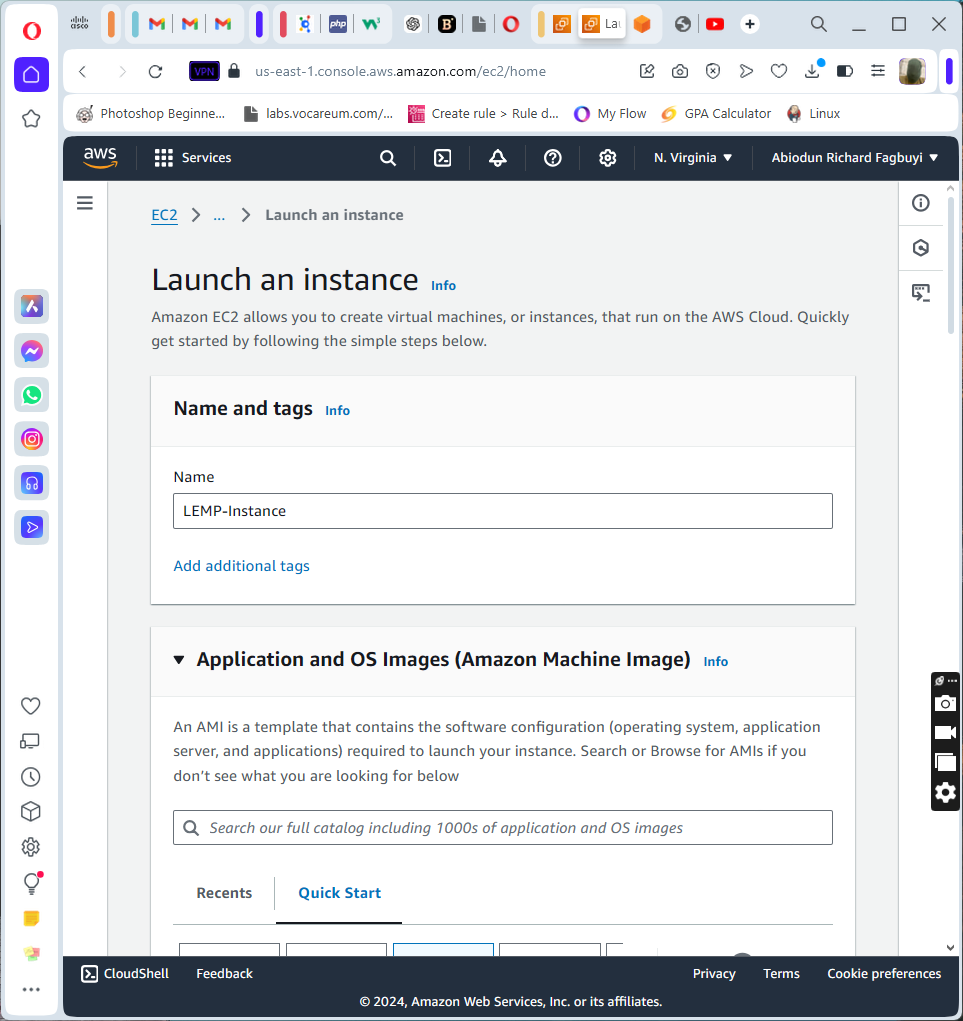 cisco
php
W3
B
Lau
VPN
us-east-1.console.aws.amazon.com/ec2/home
Photoshop Beginne...
labs.vocareum.com/...
Create rule > Rule d...
My Flow
GPA Calculator
Linux
aws
Services
N. Virginia
Abiodun Richard Fagbuyi
EC2
...
Launch an instance
Launch an instance Info
Amazon EC2 allows you to create virtual machines, or instances, that run on the AWS Cloud. Quickly
get started by following the simple steps below.
Name and tags Info
Name
LEMP-Instance
Add additional tags
Application and OS Images (Amazon Machine Image) Info
An AMI is a template that contains the software configuration (operating system, application
server, and applications) required to launch your instance. Search or Browse for AMIs if you
don’t see what you are looking for below
Search our full catalog including 1000s of application and OS images
Recents
Quick Start
CloudShell
Feedback
Privacy
Terms
Cookie preferences
© 2024, Amazon Web Services, Inc. or its affiliates.